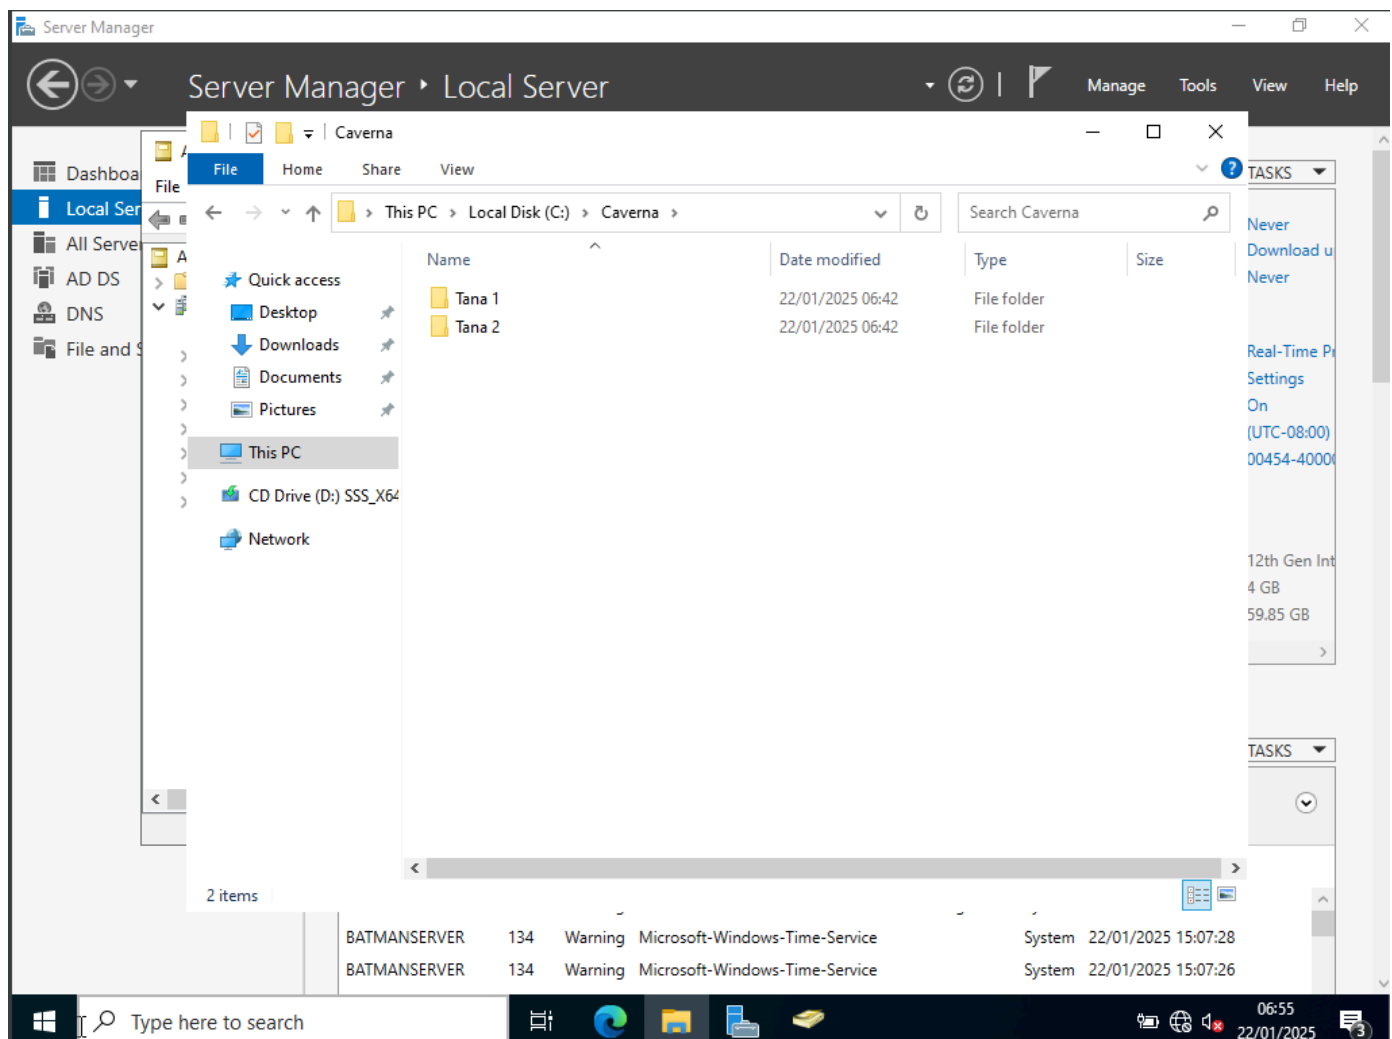 Server Manager
Server Manager Local Server
Manage Tools View Help
Caverna
File Home Share View
This PC Local Disk (C:) Caverna
Search Caverna
Name Date modified Type Size
Tana 1 22/01/2025 06:42 File folder
Tana 2 22/01/2025 06:42 File folder
Quick access
Desktop
Downloads
Documents
Pictures
This PC
CD Drive (D:) SSS_X64
Network
2 items
File
Dashboa
Local Ser
All Server
AD DS
DNS
File and S
TASKS
Never
Download u
Never
Real-Time Pr
Settings
On
(UTC-08:00)
00454-40000
12th Gen Int
4 GB
59.85 GB
TASKS
BATMANSERVER 134 Warning Microsoft-Windows-Time-Service System 22/01/2025 15:07:28
BATMANSERVER 134 Warning Microsoft-Windows-Time-Service System 22/01/2025 15:07:26
Type here to search
06:55
22/01/2025
3